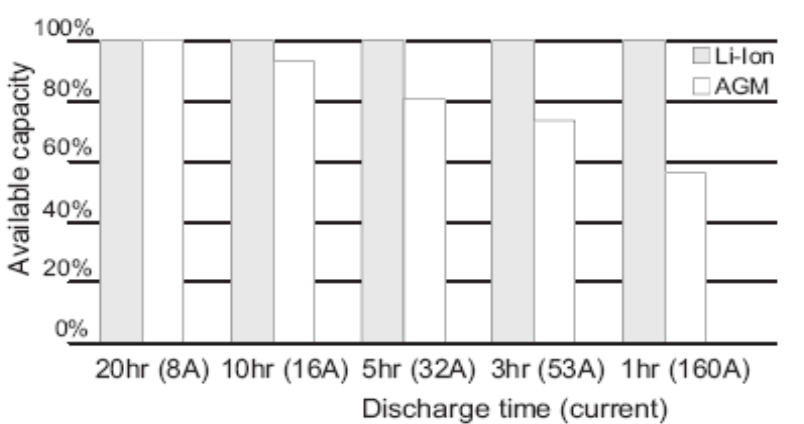 100%
80%
60%
40%
20%
0%
Available capacity
Li-Ion
AGM
20hr (8A) 10hr (16A) 5hr (32A) 3hr (53A) 1hr (160A)
Discharge time (current)